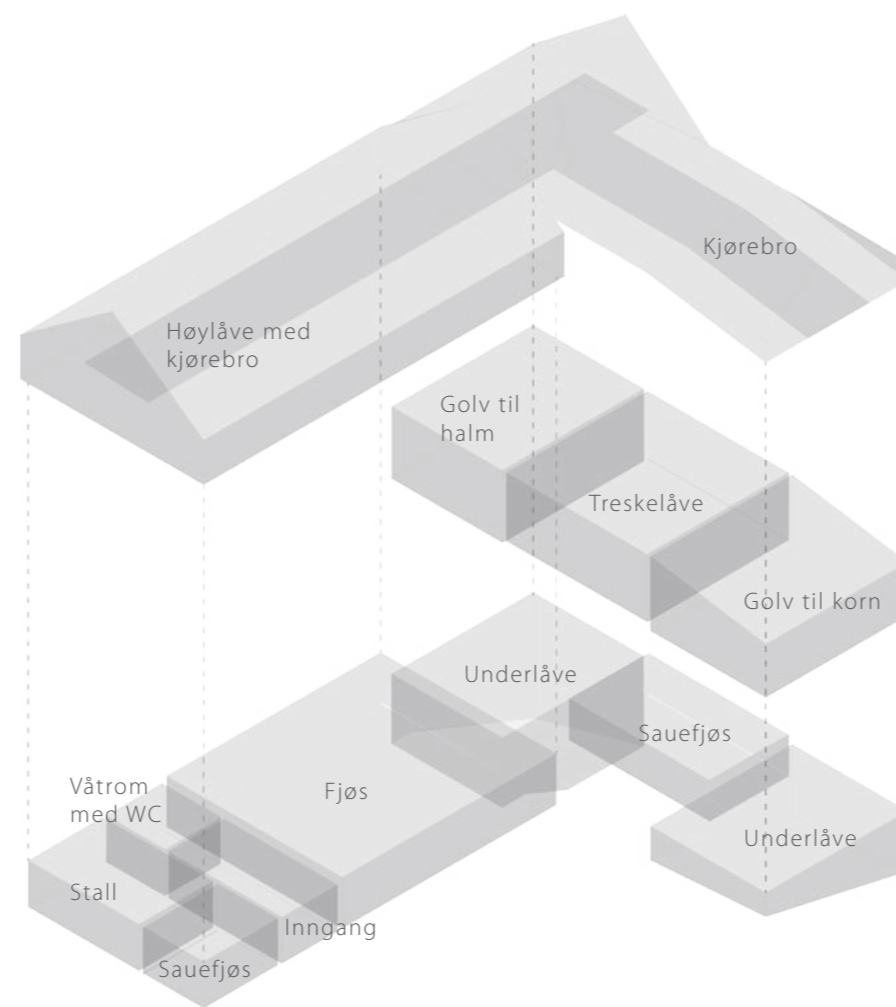 Kjørebro
Høylåve med
kjørebro
Golv til
halm
Treskelåve
Golv til korn
Underlåve
Sauefjøs
Våtrom
med WC
Fjøs
Underlåve
Stall
Inngang
Sauefjøs